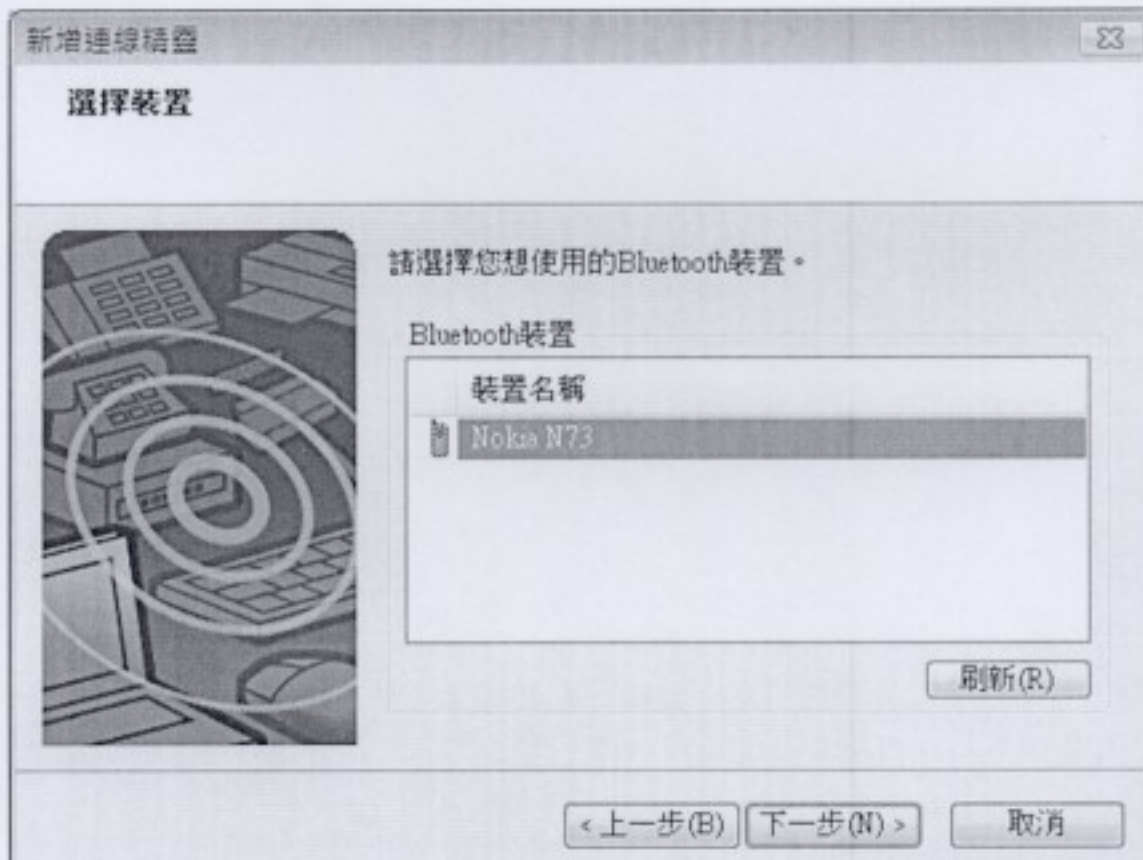 新增連線精靈
選擇裝置
請選擇您想使用的Bluetooth裝置。
Bluetooth裝置
裝置名稱
Nokia N73
刷新(R)
<上一步(B)
下一步(N)>
取消